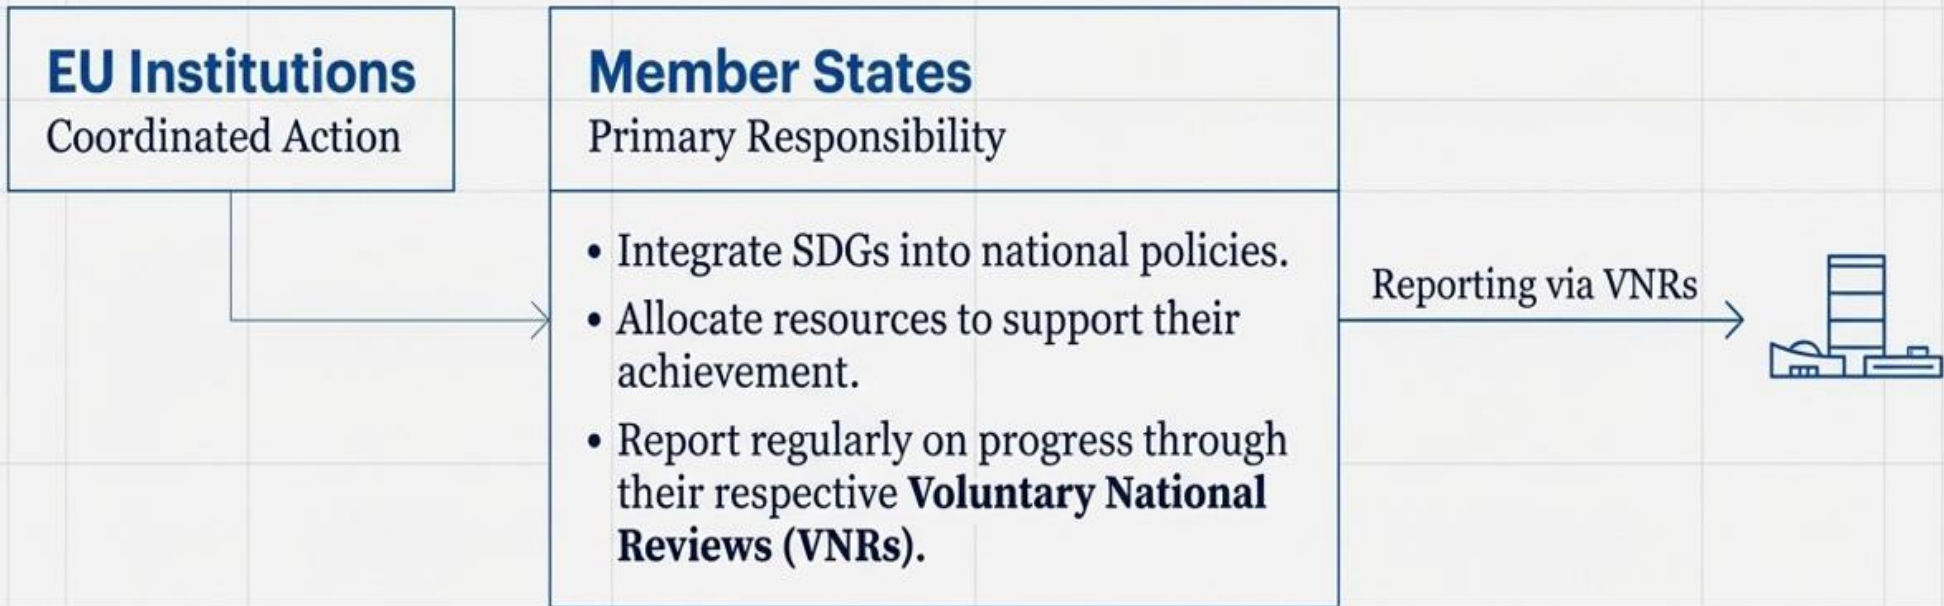 EU Institutions
Coordinated Action
Member States
Primary Responsibility
• Integrate SDGs into national policies.
• Allocate resources to support their
achievement.
• Report regularly on progress through
their respective Voluntary National
Reviews (VNRs).
Reporting via VNRs